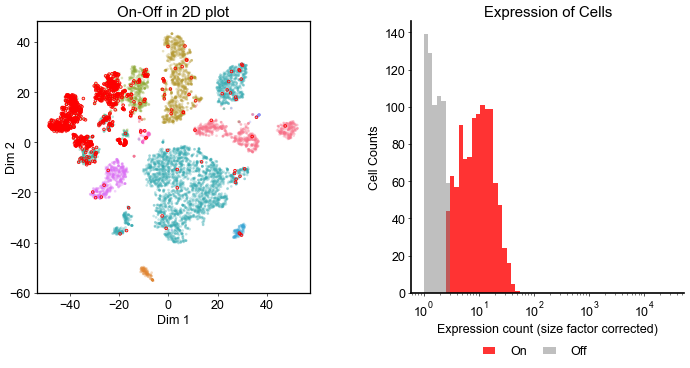 On-Off in 2D plot
40
20
0
−20
−40
−60
Dim 2
−40 −20 0 20 40
Dim 1
Expression of Cells
140
120
100
80
60
40
20
0
Cell Counts
10^0 10^1 10^2 10^3 10^4
Expression count (size factor corrected)
On Off